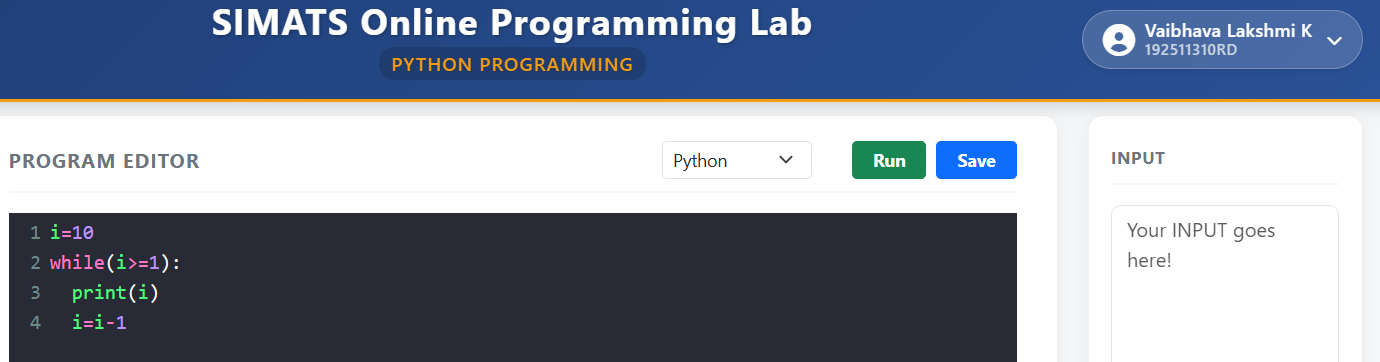 SIMATS Online Programming Lab
PYTHON PROGRAMMING
Vaibhava Lakshmi K
192511310RD
PROGRAM EDITOR
Python
Run
Save
1 i=10
2 while(i>=1):
3   print(i)
4   i=i-1
INPUT
Your INPUT goes
here!